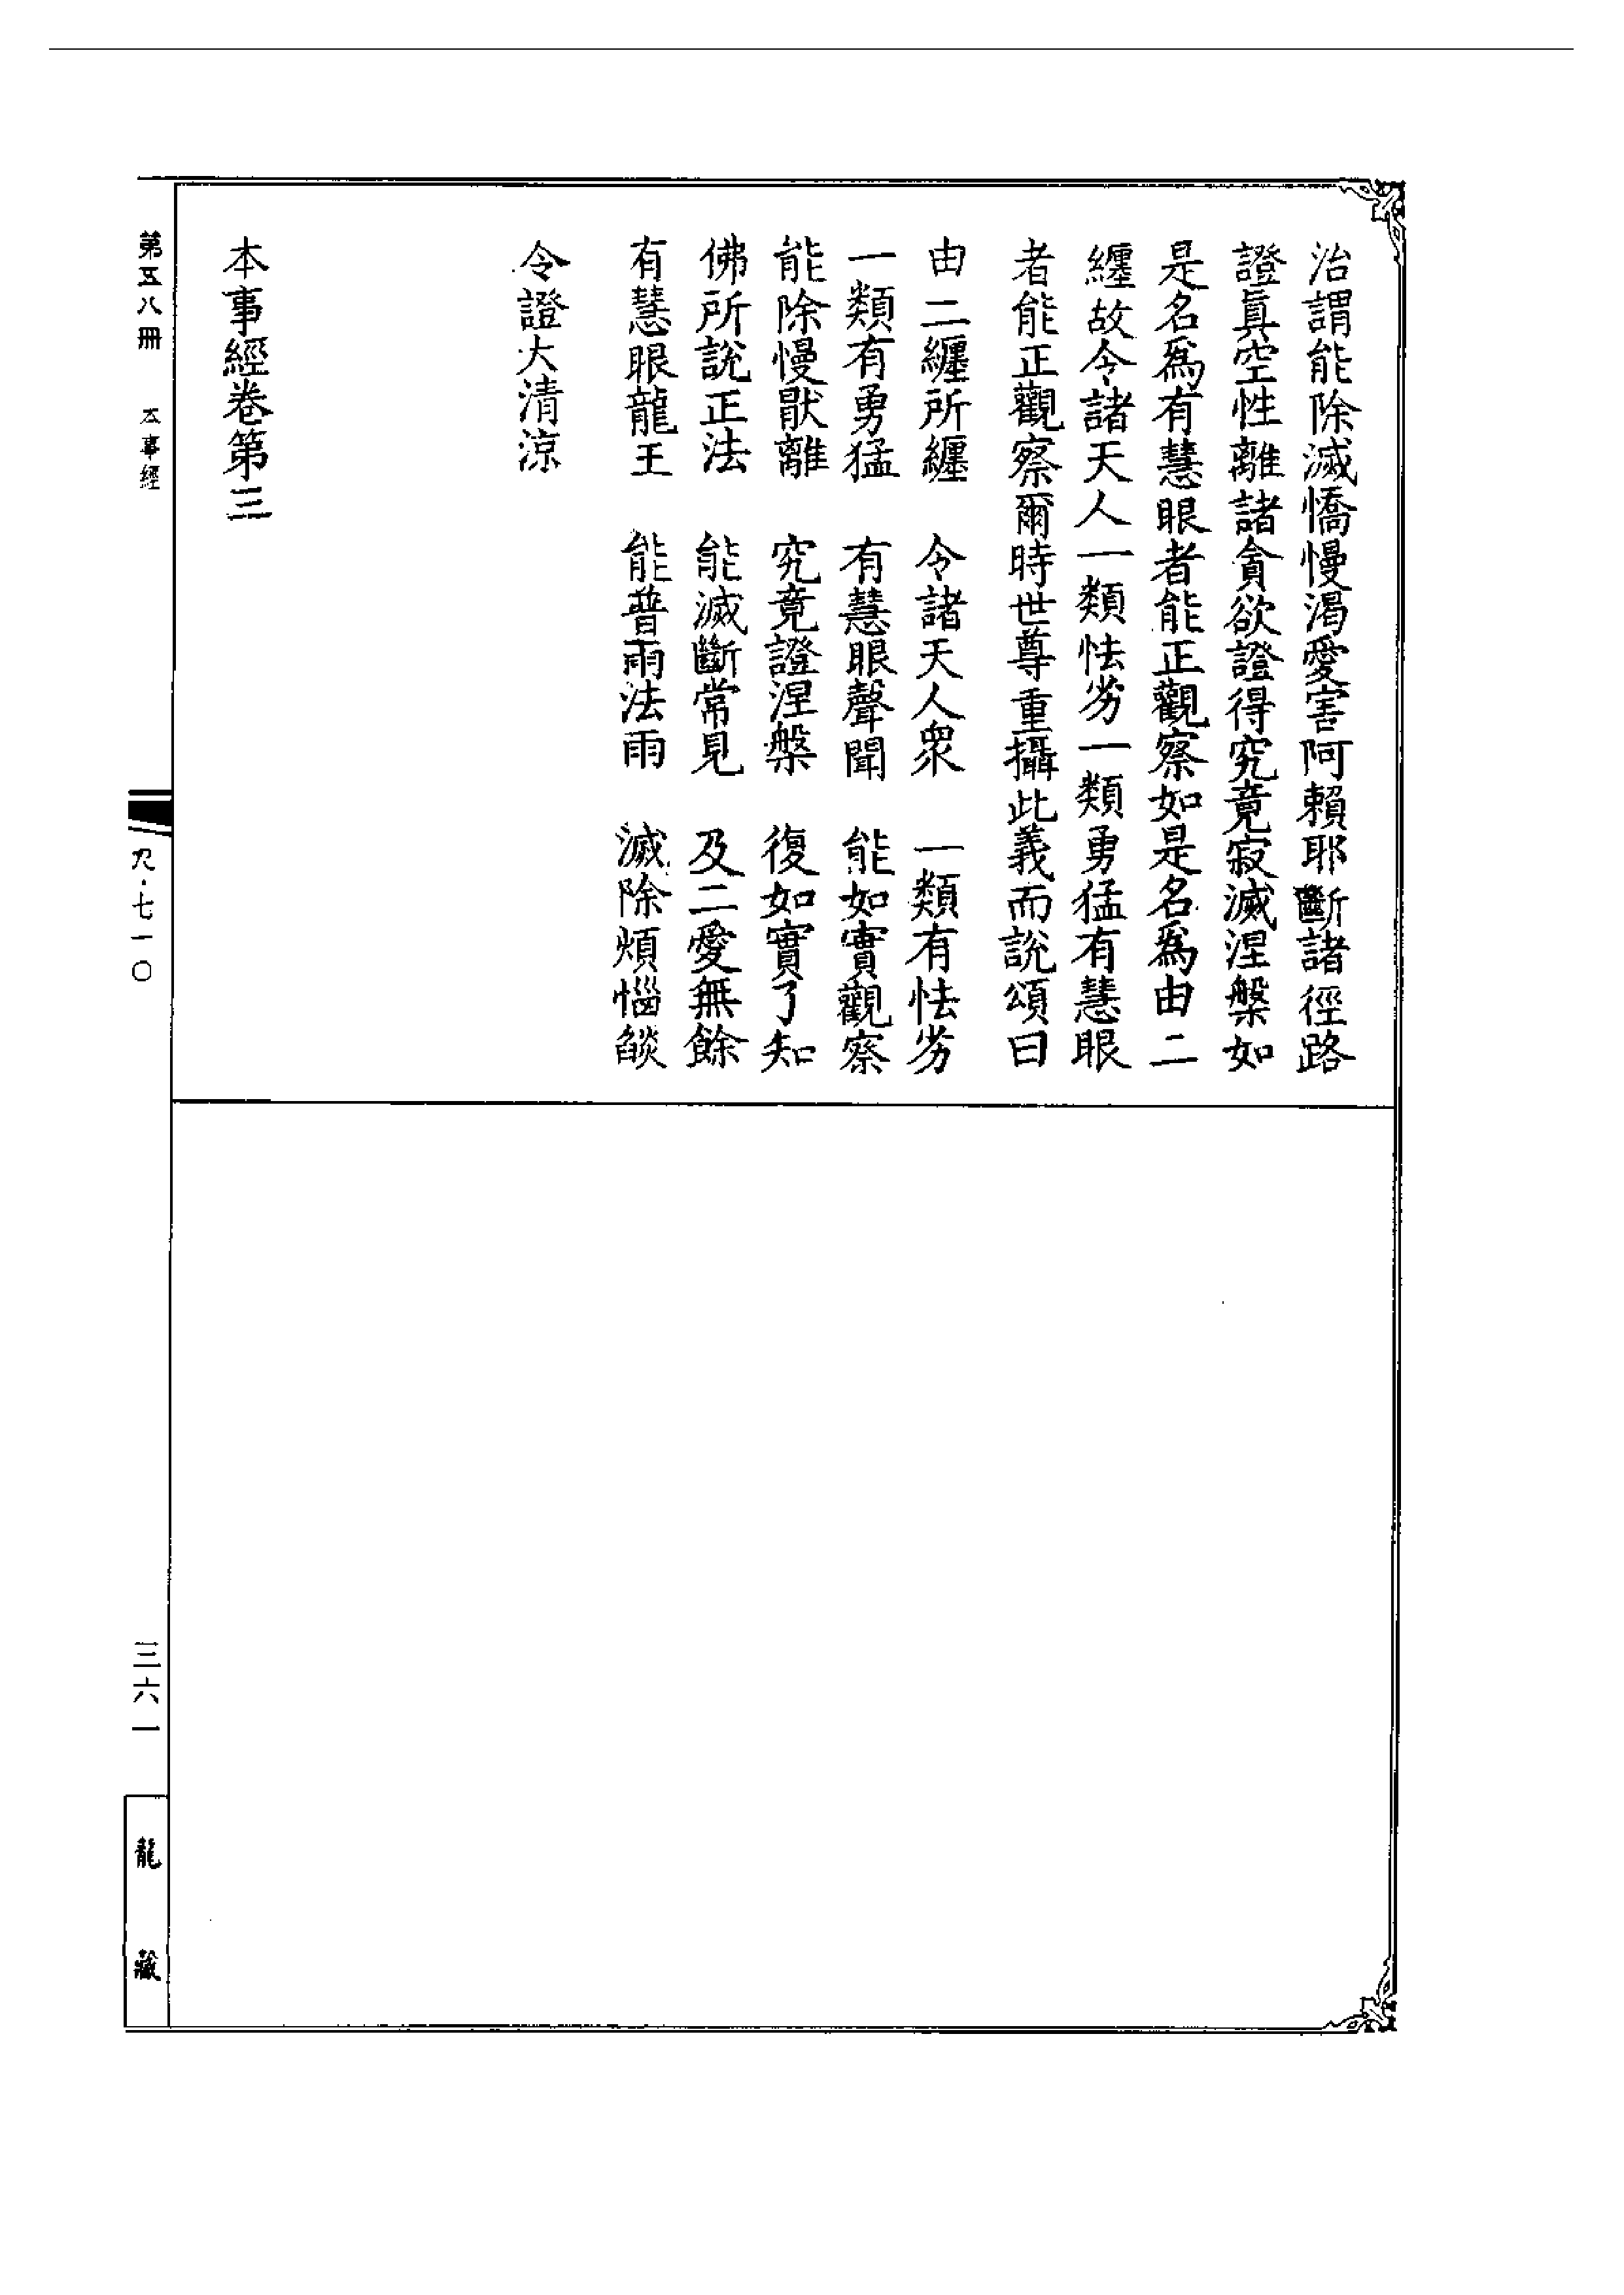 治謂能除滅憍慢渴愛害阿賴耶斷諸徑路
證眞空性離諸貪欲證得究竟寂滅涅槃如
是名爲有慧眼者能正觀察如是名爲由二
纏故令諸天人一類怯劣一類勇猛有慧眼
者能正觀察爾時世尊重攝此義而說頌曰
由二纏所纏　令諸天人衆　一類有怯劣
一類有勇猛　有慧眼聲聞　能如實觀察
能除慢猒離　究竟證涅槃　復如實了知
佛所說正法　能滅斷常見　及二愛無餘
有慧眼龍王　能普雨法雨　滅除煩惱燄
令證大清涼
本事經卷第三
第五八冊　本事經
尺·七一〇
三六一
龍藏